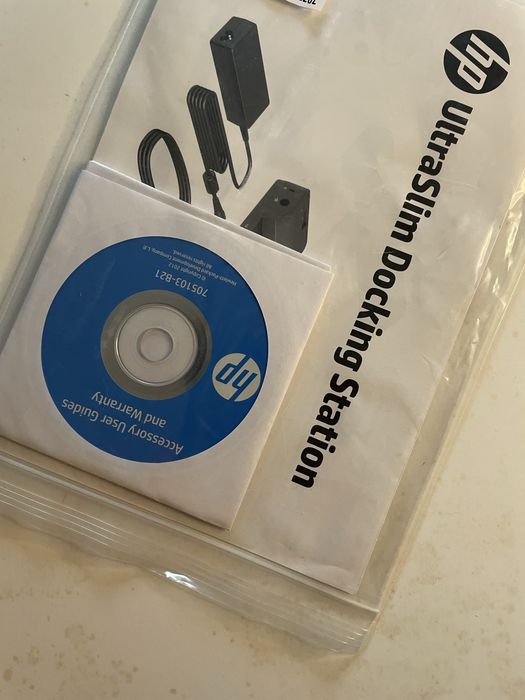 hp
UltraSlim Docking Station
hp
Accessory User Guides
and Warranty
705103-B21
© Copyright 2012
Hewlett-Packard Development Company, L.P.
All rights reserved.